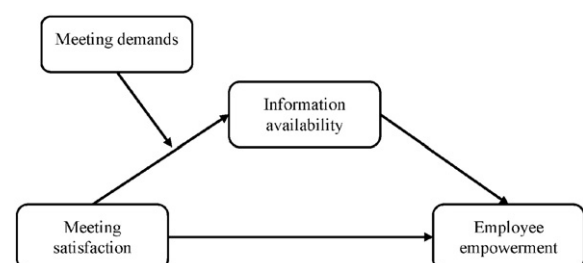 Meeting demands
Information
availability
Meeting
satisfaction
Employee
empowerment